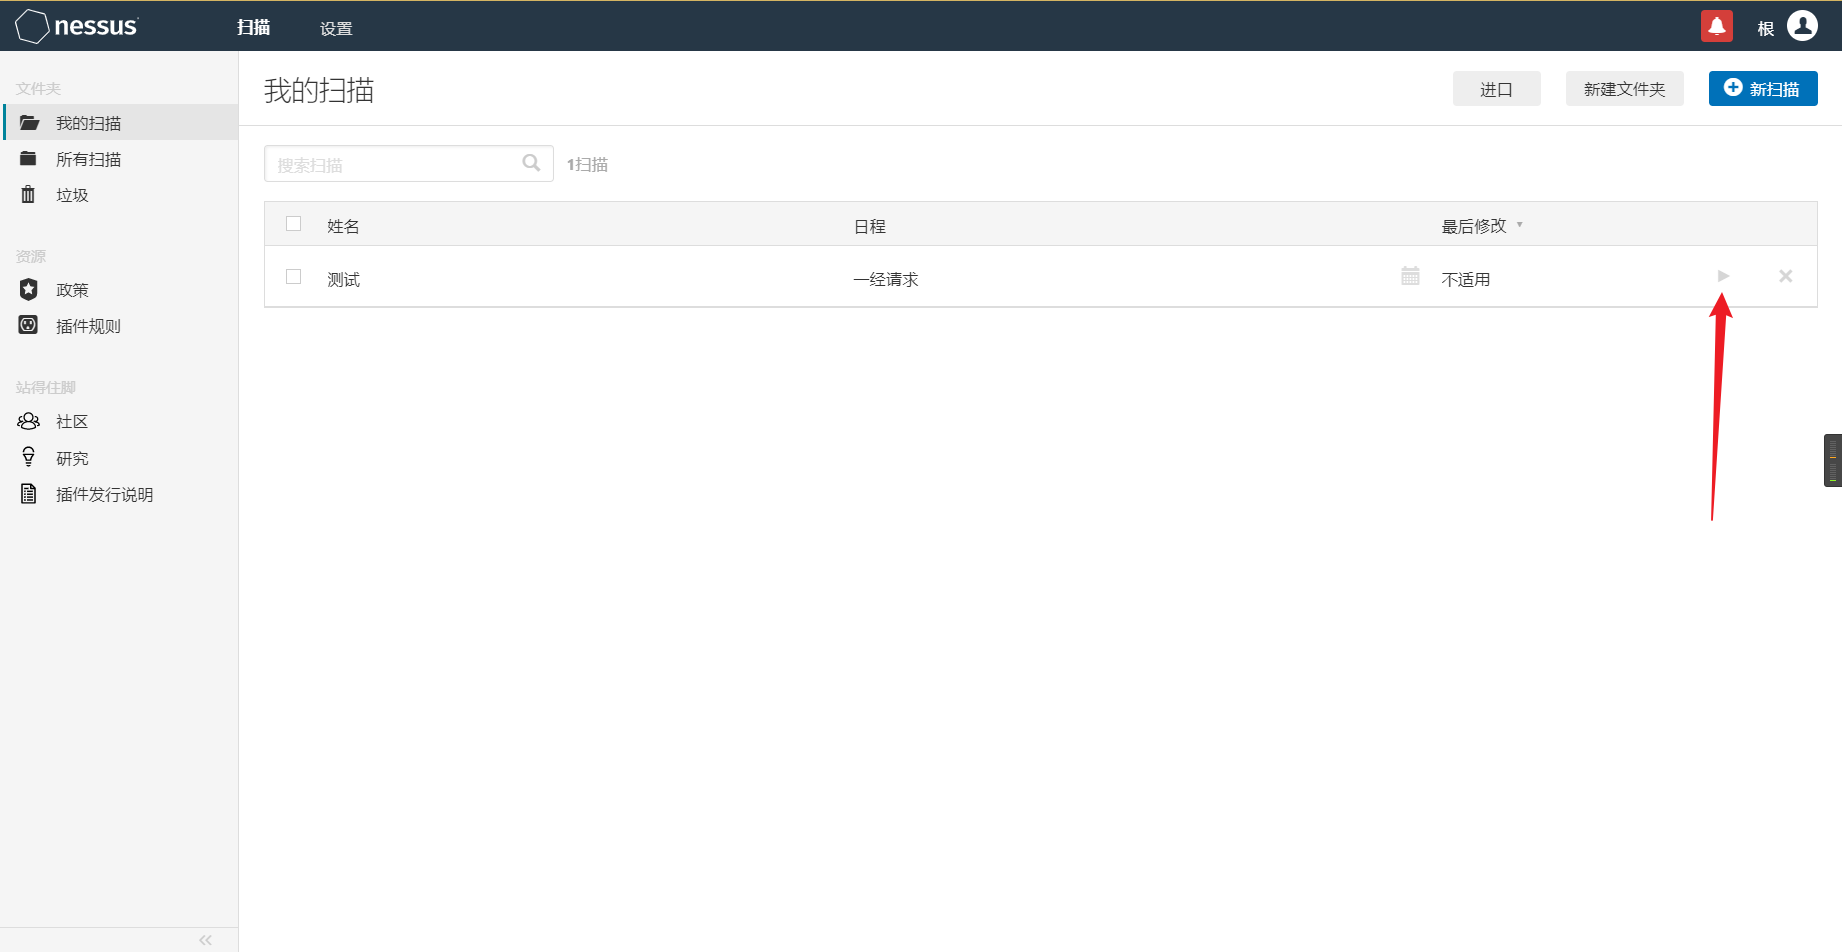 nessus
扫描
设置
根
文件夹
我的扫描
所有扫描
垃圾
资源
政策
插件规则
站得住脚
社区
研究
插件发行说明
我的扫描
进口
新建文件夹
新扫描
搜索扫描
1扫描
姓名
日程
最后修改
测试
一经请求
不适用